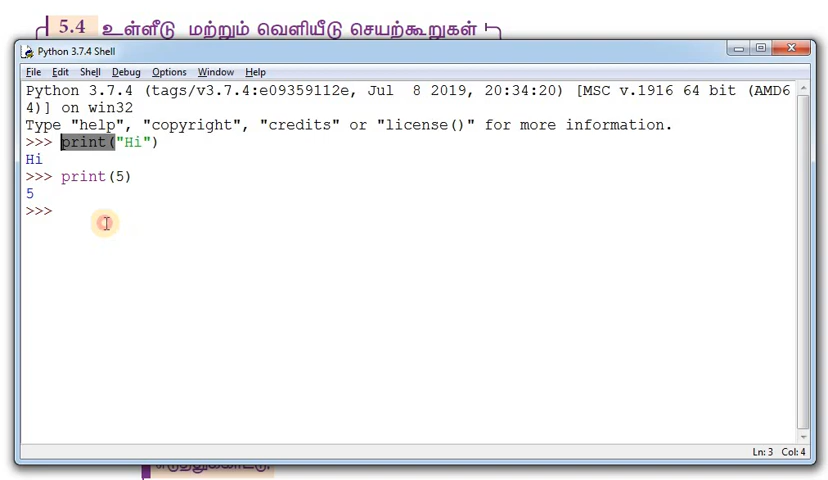 5.4 உள்ளீடு மற்றும் வெளியீடு செயற்கூறுகள்
Python 3.7.4 Shell
File Edit Shell Debug Options Window Help
Python 3.7.4 (tags/v3.7.4:e09359112e, Jul  8 2019, 20:34:20) [MSC v.1916 64 bit (AMD6
4)] on win32
Type "help", "copyright", "credits" or "license()" for more information.
>>> print("Hi")
Hi
>>> print(5)
5
>>>
Ln: 3 Col: 4